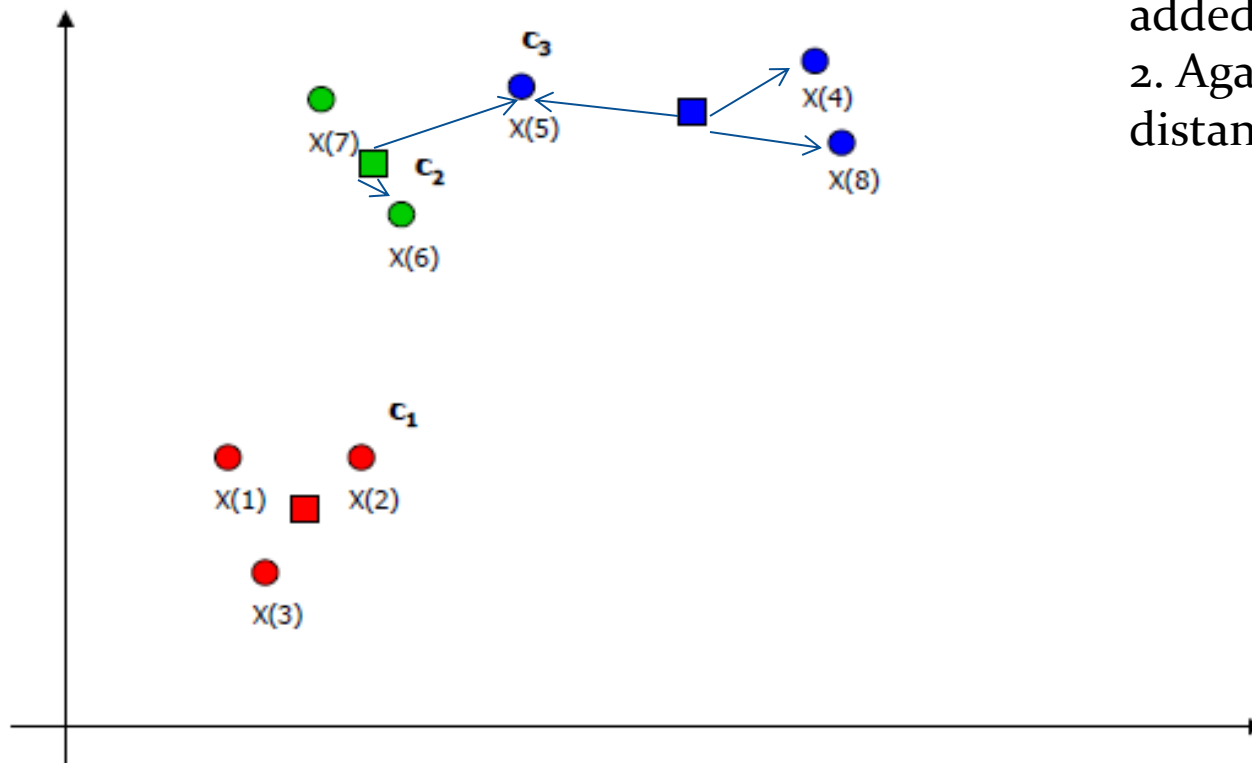 added
2. Aga
distan
c₃
X(4)
X(5)
X(7)
c₂
X(8)
X(6)
c₁
X(1)
X(2)
X(3)